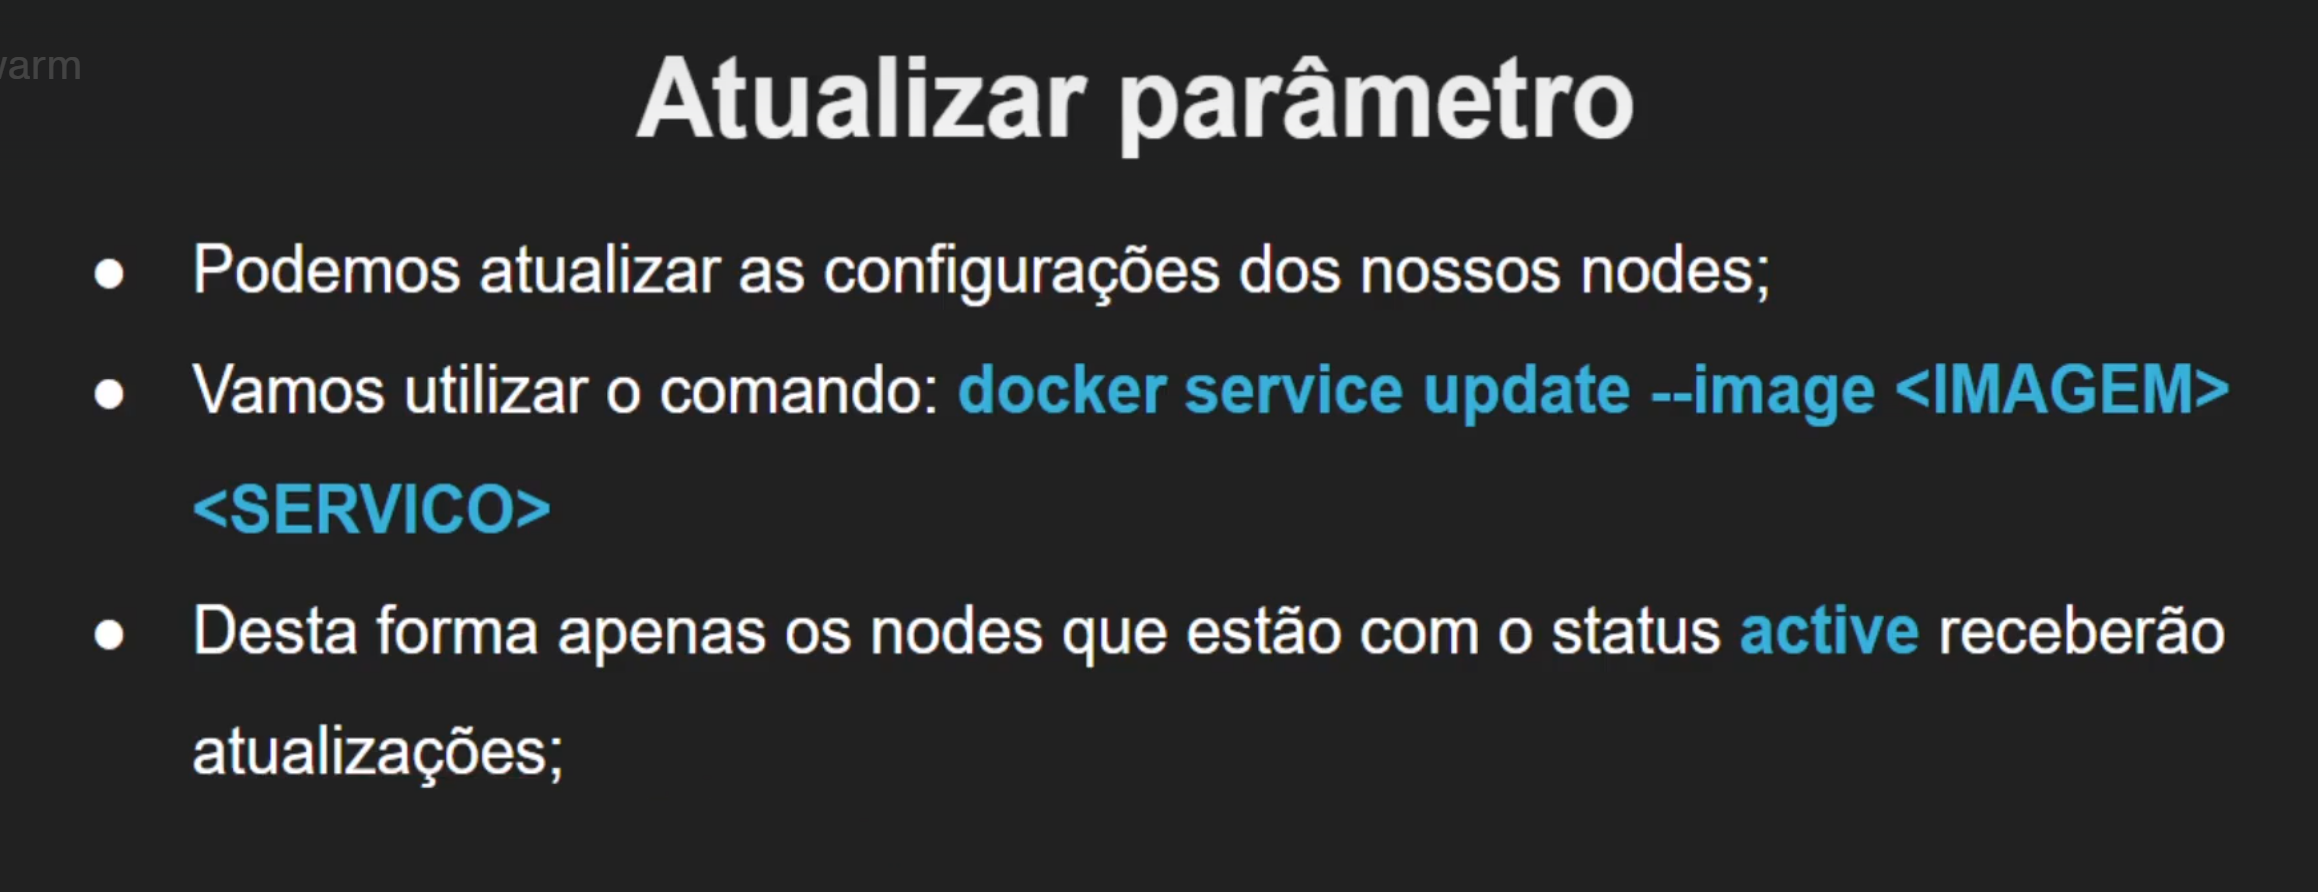 Atualizar parâmetro
Podemos atualizar as configurações dos nossos nodes;
Vamos utilizar o comando: docker service update --image <IMAGEM>
<SERVICO>
Desta forma apenas os nodes que estão com o status active receberão
atualizações;